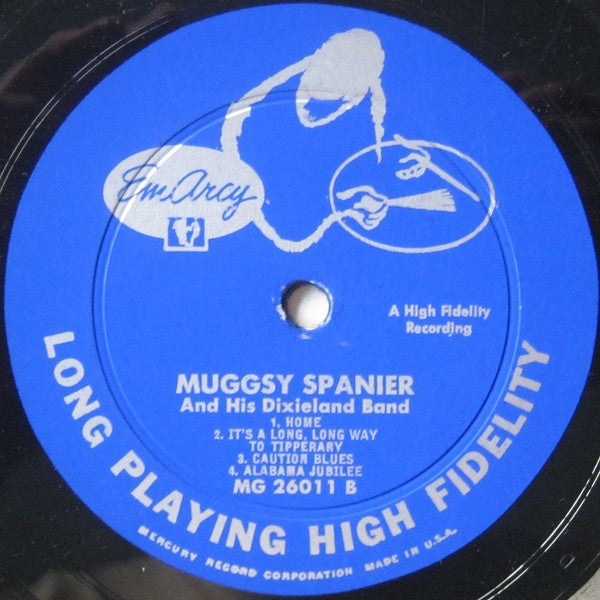 EmArcy
A High Fidelity
Recording
MUGGSY SPANIER
And His Dixieland Band
1. HOME
2. IT'S A LONG, LONG WAY
TO TIPPERARY
3. CAUTION BLUES
4. ALABAMA JUBILEE
MG 26011 B
LONG PLAYING HIGH FIDELITY
MERCURY RECORD CORPORATION MADE IN U.S.A.